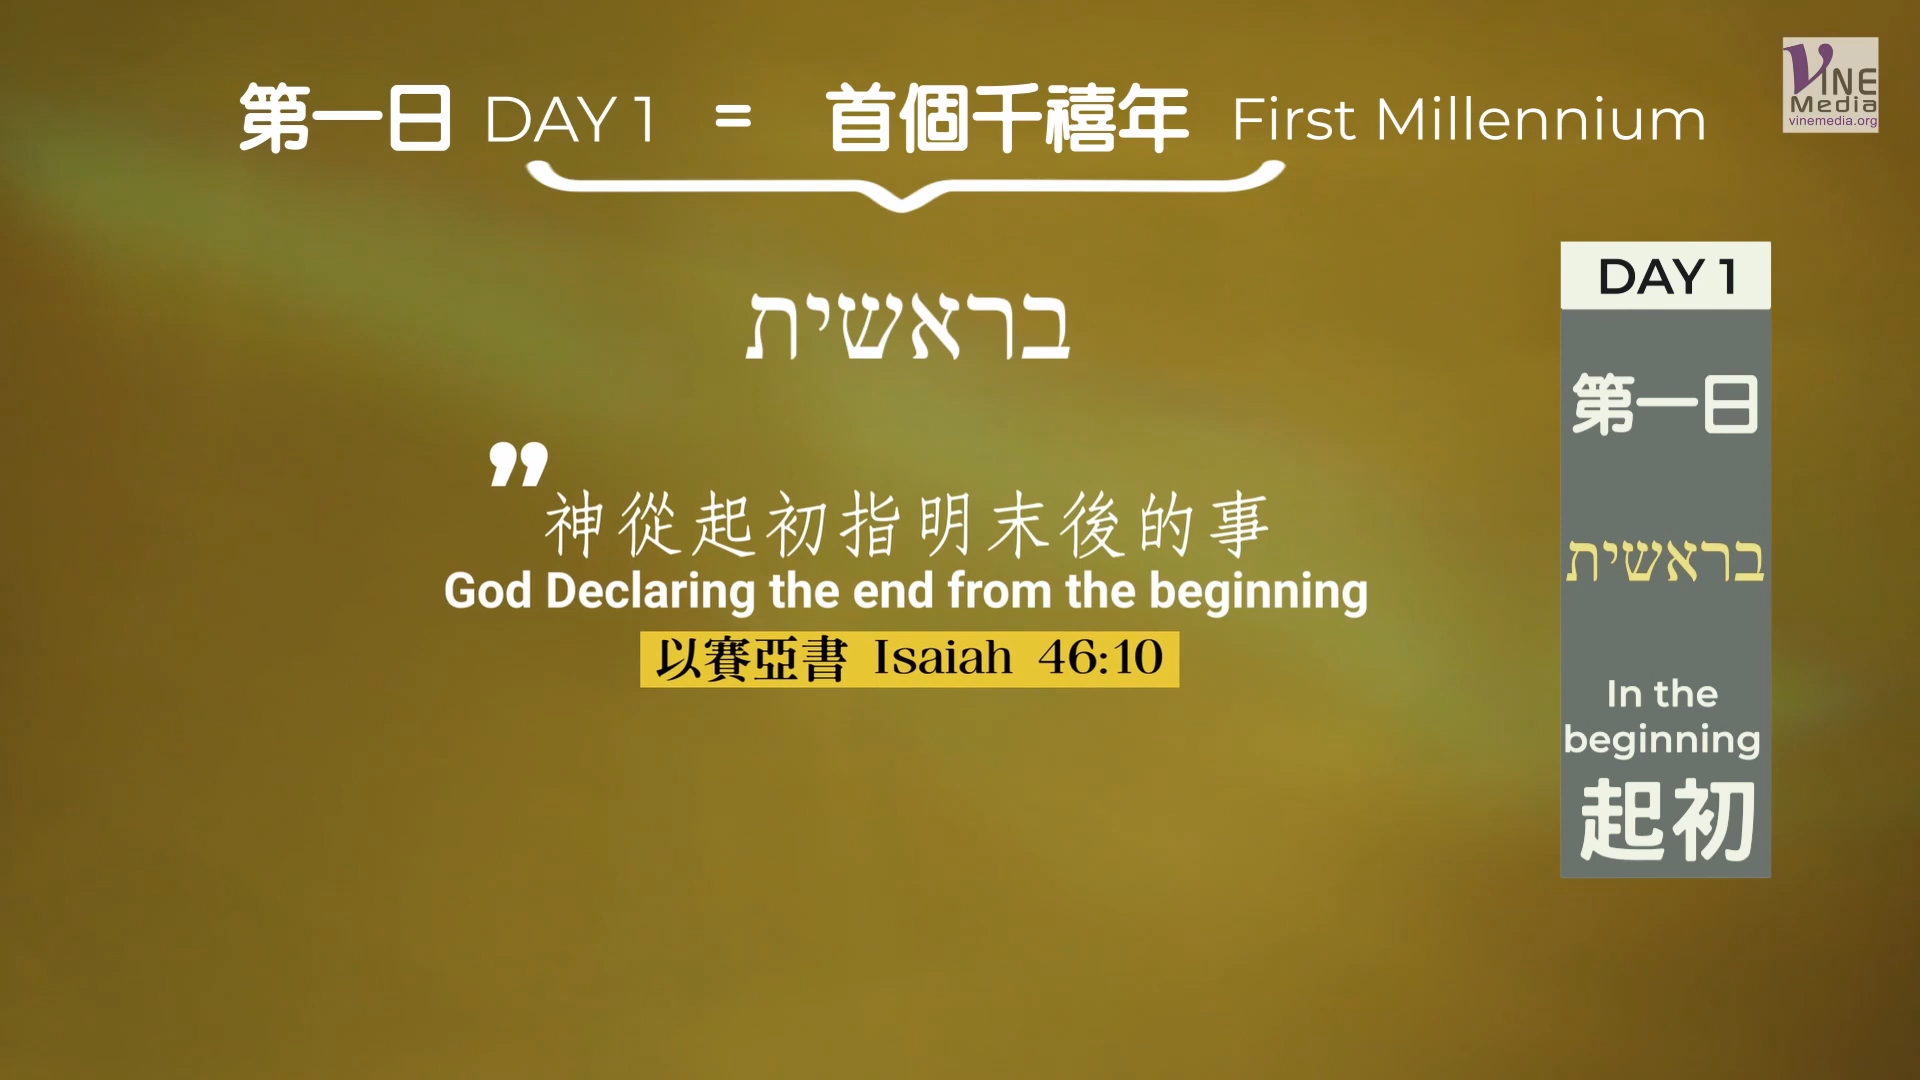 第一日 DAY 1 = 首個千禧年 First Millennium
VINE
Media
vinemedia.org
בראשית
”
神從起初指明末後的事
God Declaring the end from the beginning
以賽亞書 Isaiah 46:10
DAY 1
第一日
בראשית
In the
beginning
起初